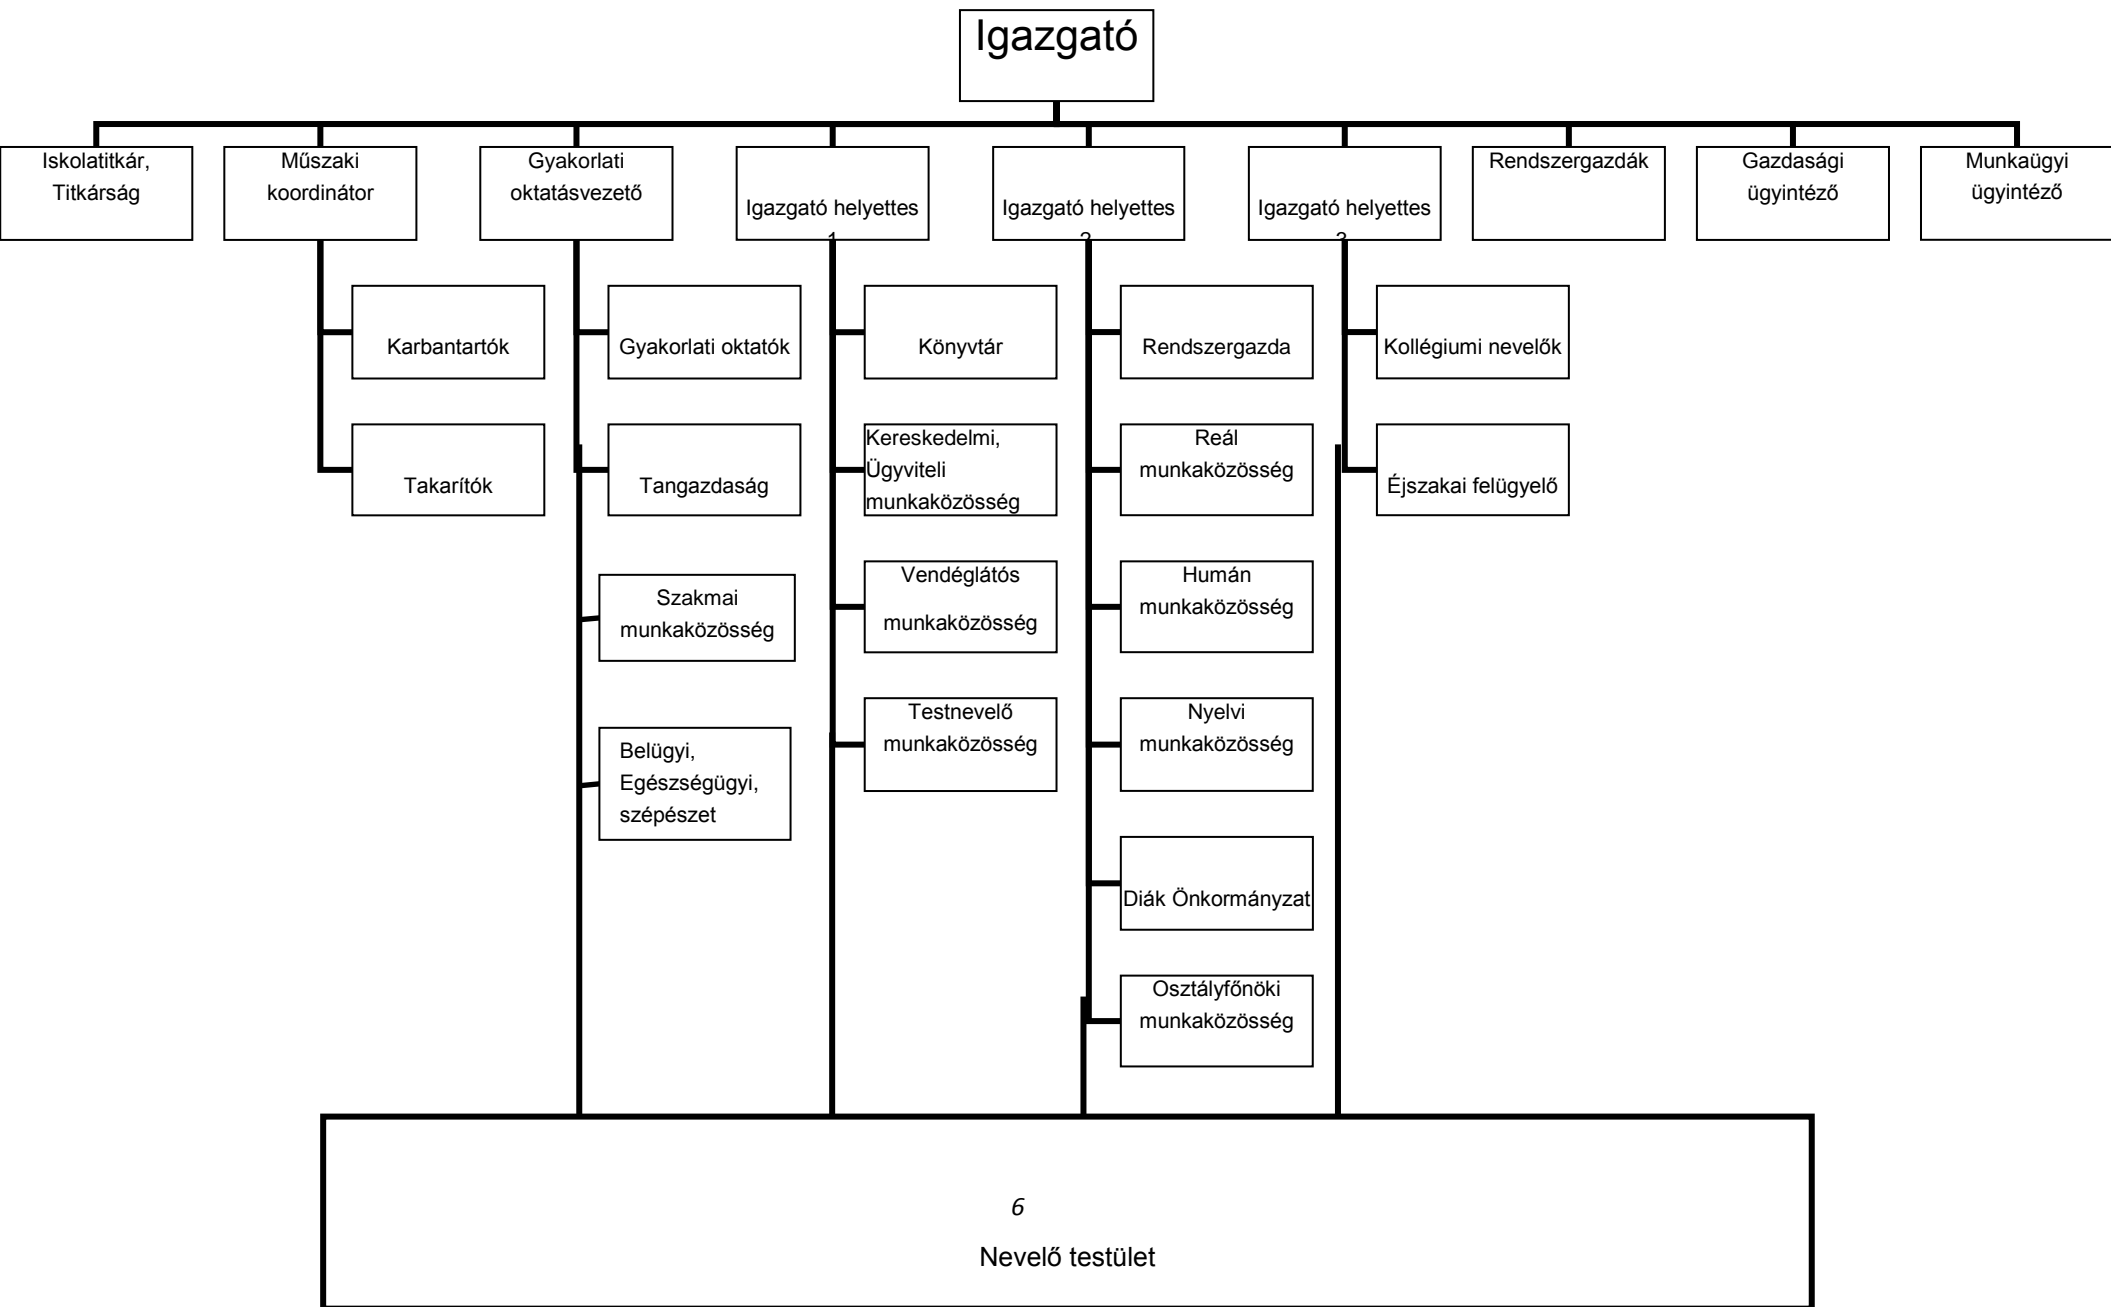 Igazgató
Iskolatitkár,
Titkárság
Műszaki
koordinátor
Gyakorlati
oktatásvezető
Igazgató helyettes
1
Igazgató helyettes
2
Igazgató helyettes
3
Rendszergazdák
Gazdasági
ügyintéző
Munkaügyi
ügyintéző
Karbantartók
Gyakorlati oktatók
Könyvtár
Rendszergazda
Kollégiumi nevelők
Takarítók
Tangazdaság
Kereskedelmi,
Ügyviteli
munkaközösség
Reál
munkaközösség
Éjszakai felügyelő
Szakmai
munkaközösség
Vendéglátós
munkaközösség
Humán
munkaközösség
Belügyi,
Egészségügyi,
szépészet
Testnevelő
munkaközösség
Nyelvi
munkaközösség
Diák Önkormányzat
Osztályfőnöki
munkaközösség
6
Nevelő testület